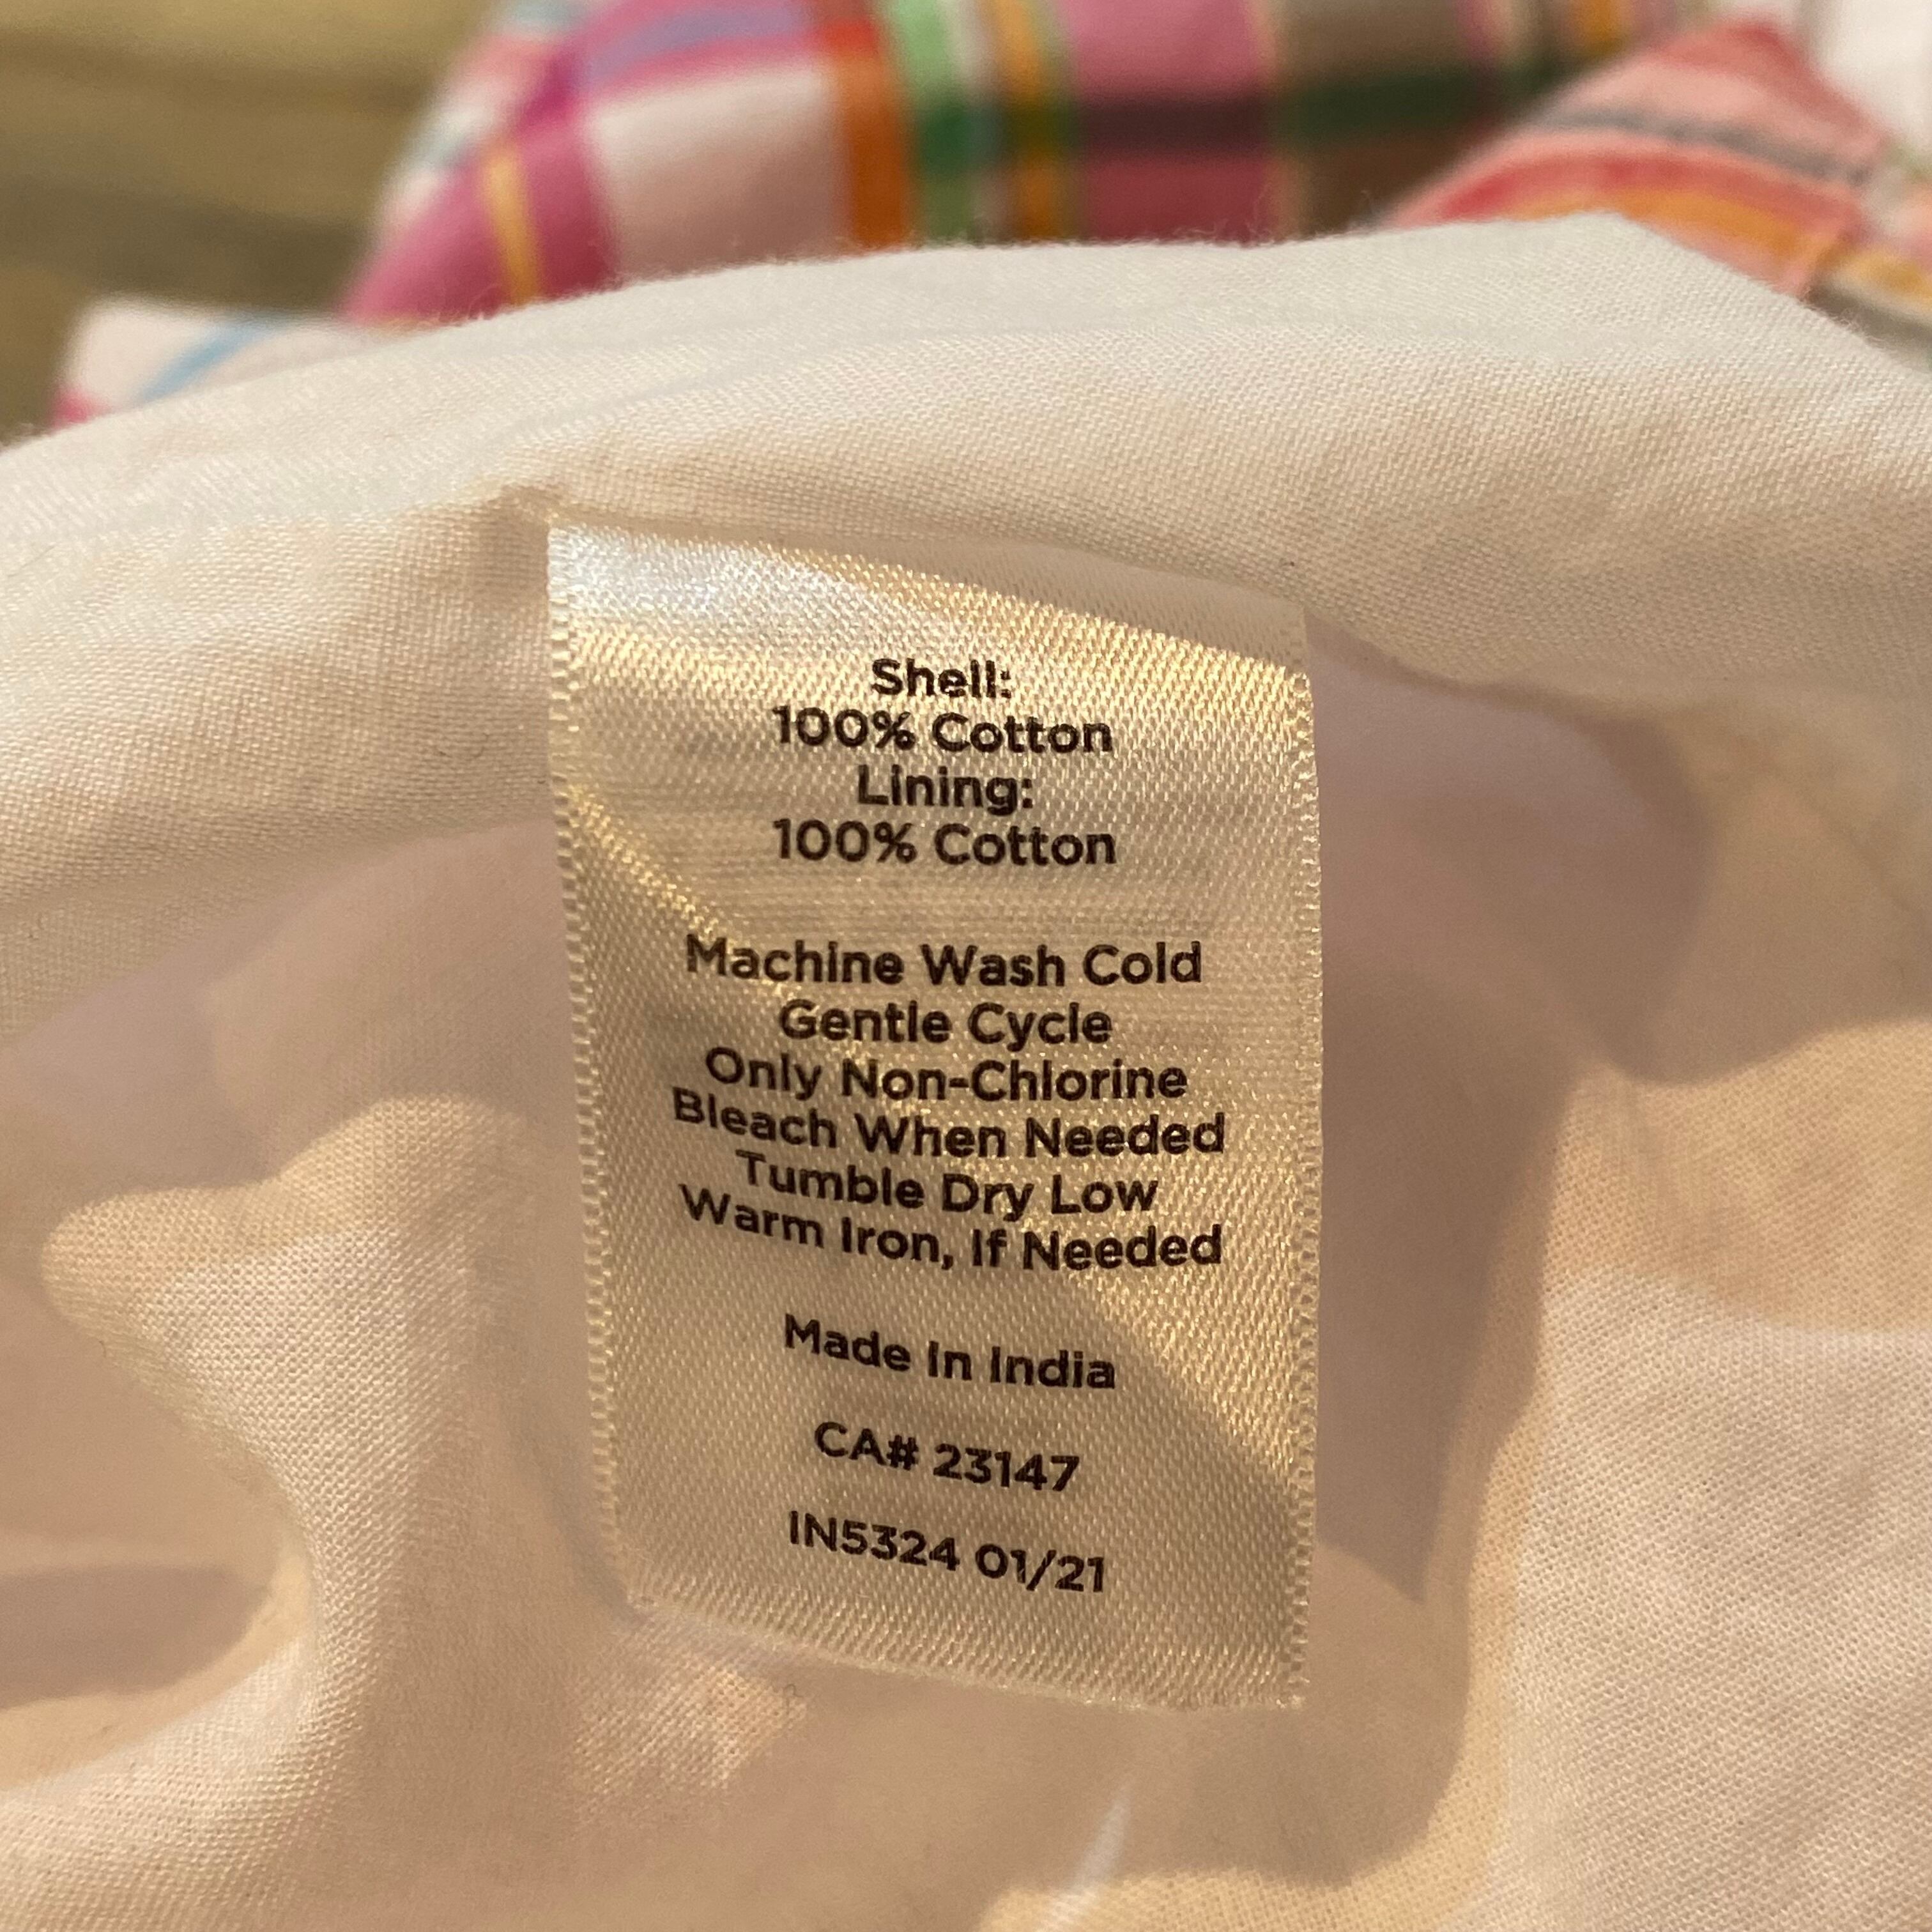 Shell:
100% Cotton
Lining:
100% Cotton
Machine Wash Cold
Gentle Cycle
Only Non-Chlorine
Bleach When Needed
Tumble Dry Low
Warm Iron, If Needed
Made In India
CA# 23147
IN5324 01/21